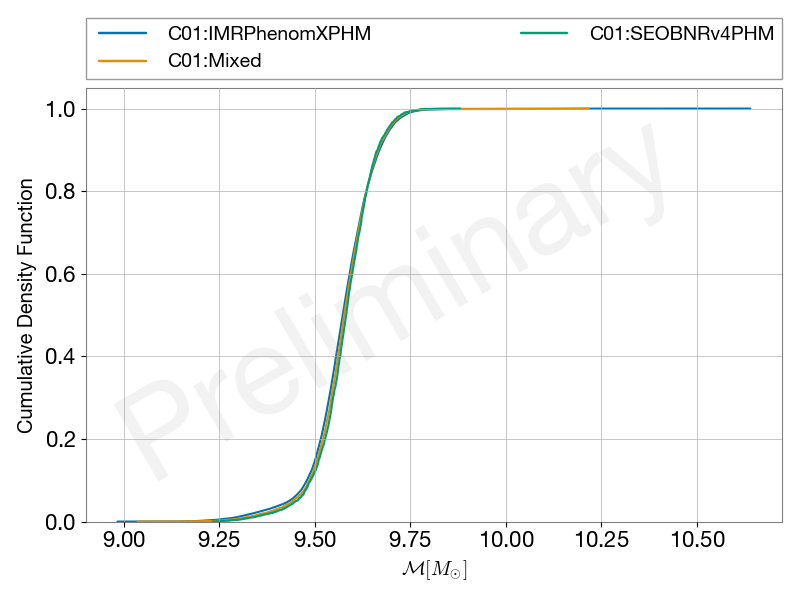 C01:IMRPhenomXPHM
C01:SEOBNRv4PHM
C01:Mixed
1.0
0.8
0.6
0.4
0.2
0.0
Cumulative Density Function
Preliminary
9.00 9.25 9.50 9.75 10.00 10.25 10.50
ℳ[M⊙]